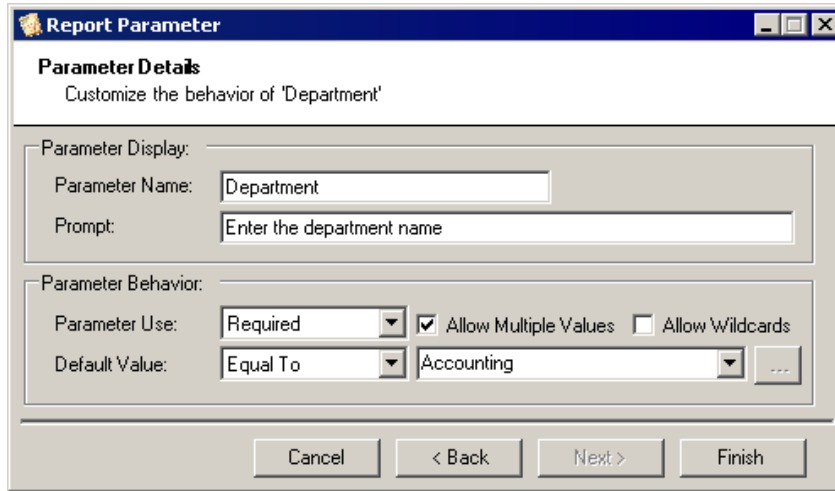 Report Parameter
Parameter Details
Customize the behavior of 'Department'
Parameter Display:
Parameter Name: Department
Prompt: Enter the department name
Parameter Behavior:
Parameter Use: Required Allow Multiple Values Allow Wildcards
Default Value: Equal To Accounting ...
Cancel < Back Next > Finish